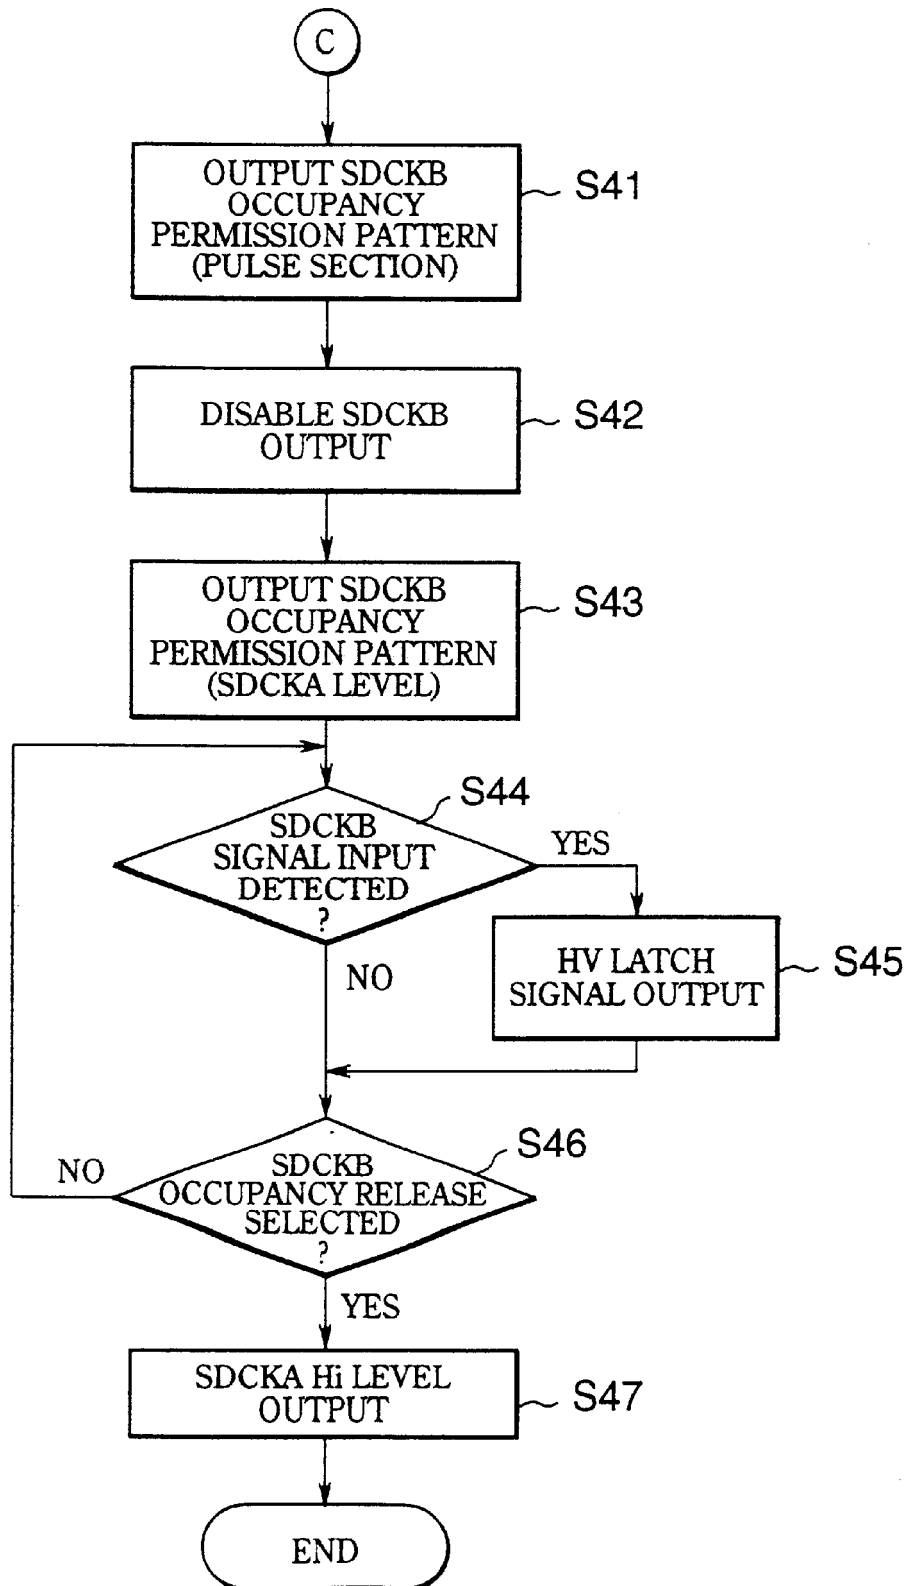 C
OUTPUT SDCKB
OCCUPANCY
PERMISSION PATTERN
(PULSE SECTION)
S41
DISABLE SDCKB
OUTPUT
S42
OUTPUT SDCKB
OCCUPANCY
PERMISSION PATTERN
(SDCKA LEVEL)
S43
S44
SDCKB
SIGNAL INPUT
DETECTED
?
YES
NO
HV LATCH
SIGNAL OUTPUT
S45
S46
SDCKB
OCCUPANCY RELEASE
SELECTED
?
NO
YES
SDCKA Hi LEVEL
OUTPUT
S47
END